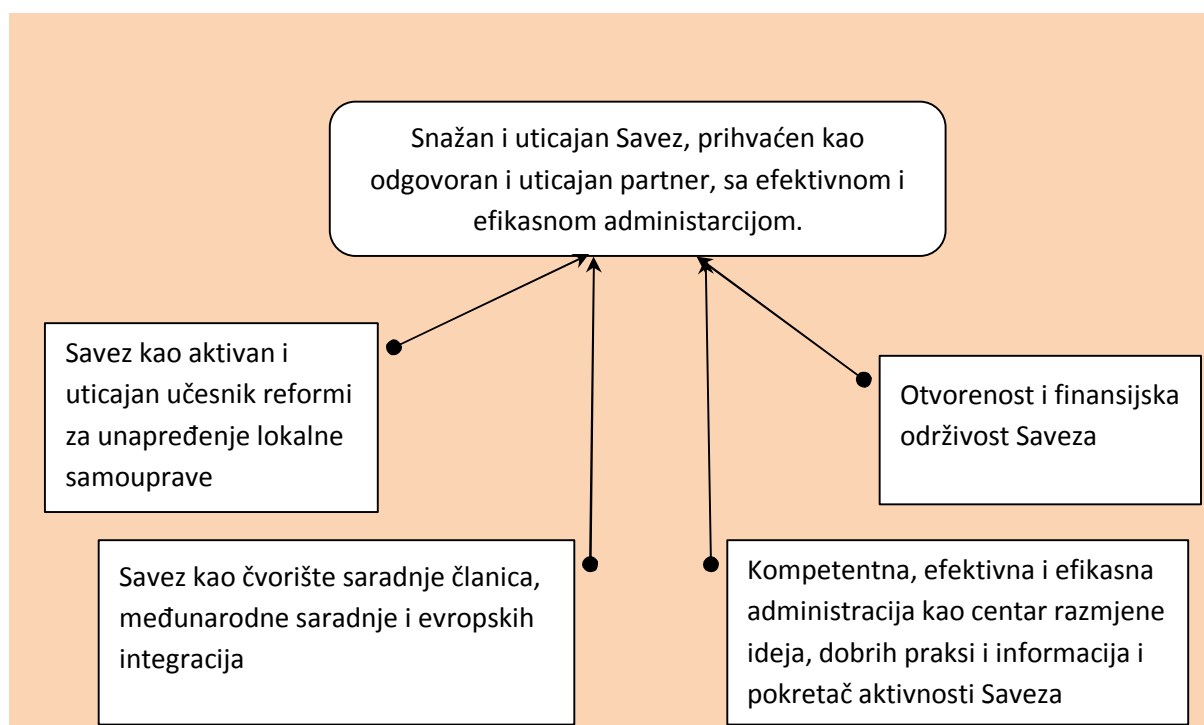 Snažan i uticajan Savez, prihvaćen kao
odgovoran i uticajan partner, sa efektivnom i
efikasnom administarcijom.
Savez kao aktivan i
uticajan učesnik reformi
za unapređenje lokalne
samouprave
Otvorenost i finansijska
održivost Saveza
Savez kao čvorište saradnje članica,
međunarodne saradnje i evropskih
integracija
Kompetentna, efektivna i efikasna
administracija kao centar razmjene
ideja, dobrih praksi i informacija i
pokretač aktivnosti Saveza